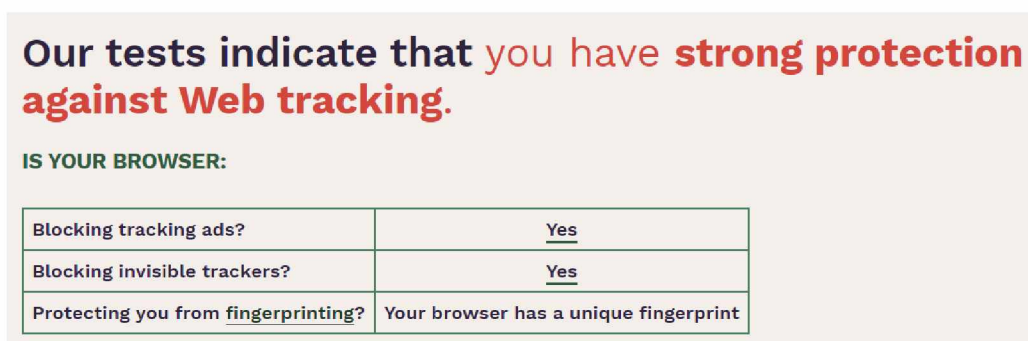 Our tests indicate that you have strong protection
against Web tracking.
IS YOUR BROWSER:
Blocking tracking ads? Yes
Blocking invisible trackers? Yes
Protecting you from fingerprinting? Your browser has a unique fingerprint